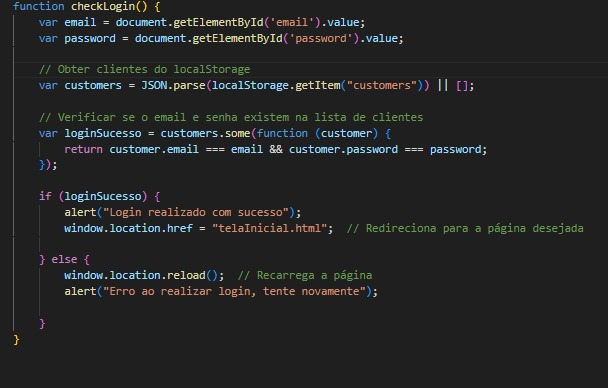 function checkLogin() {
var email = document.getElementById('email').value;
var password = document.getElementById('password').value;
// Obter clientes do localStorage
var customers = JSON.parse(localStorage.getItem("customers")) || [];
// Verificar se o email e senha existem na lista de clientes
var loginSucesso = customers.some(function (customer) {
return customer.email === email && customer.password === password;
});
if (loginSucesso) {
alert("Login realizado com sucesso");
window.location.href = "telaInicial.html";  // Redireciona para a página desejada
} else {
window.location.reload();  // Recarrega a página
alert("Erro ao realizar login, tente novamente");
}
}